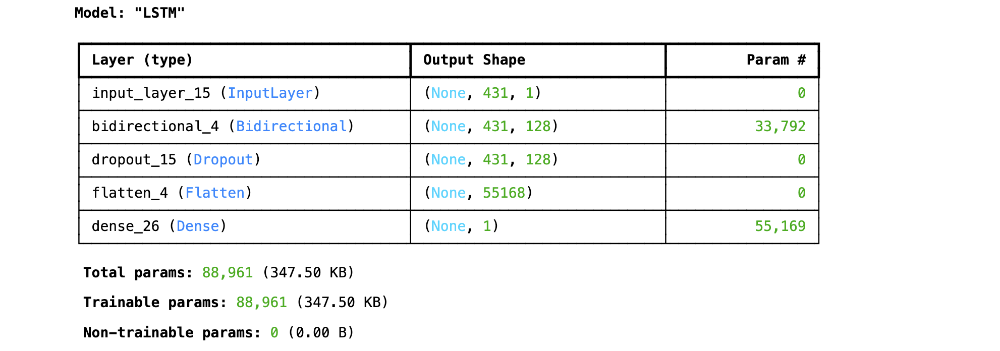 Model: "LSTM"
Layer (type) Output Shape Param #
input_layer_15 (InputLayer) (None, 431, 1) 0
bidirectional_4 (Bidirectional) (None, 431, 128) 33,792
dropout_15 (Dropout) (None, 431, 128) 0
flatten_4 (Flatten) (None, 55168) 0
dense_26 (Dense) (None, 1) 55,169
Total params: 88,961 (347.50 KB)
Trainable params: 88,961 (347.50 KB)
Non-trainable params: 0 (0.00 B)